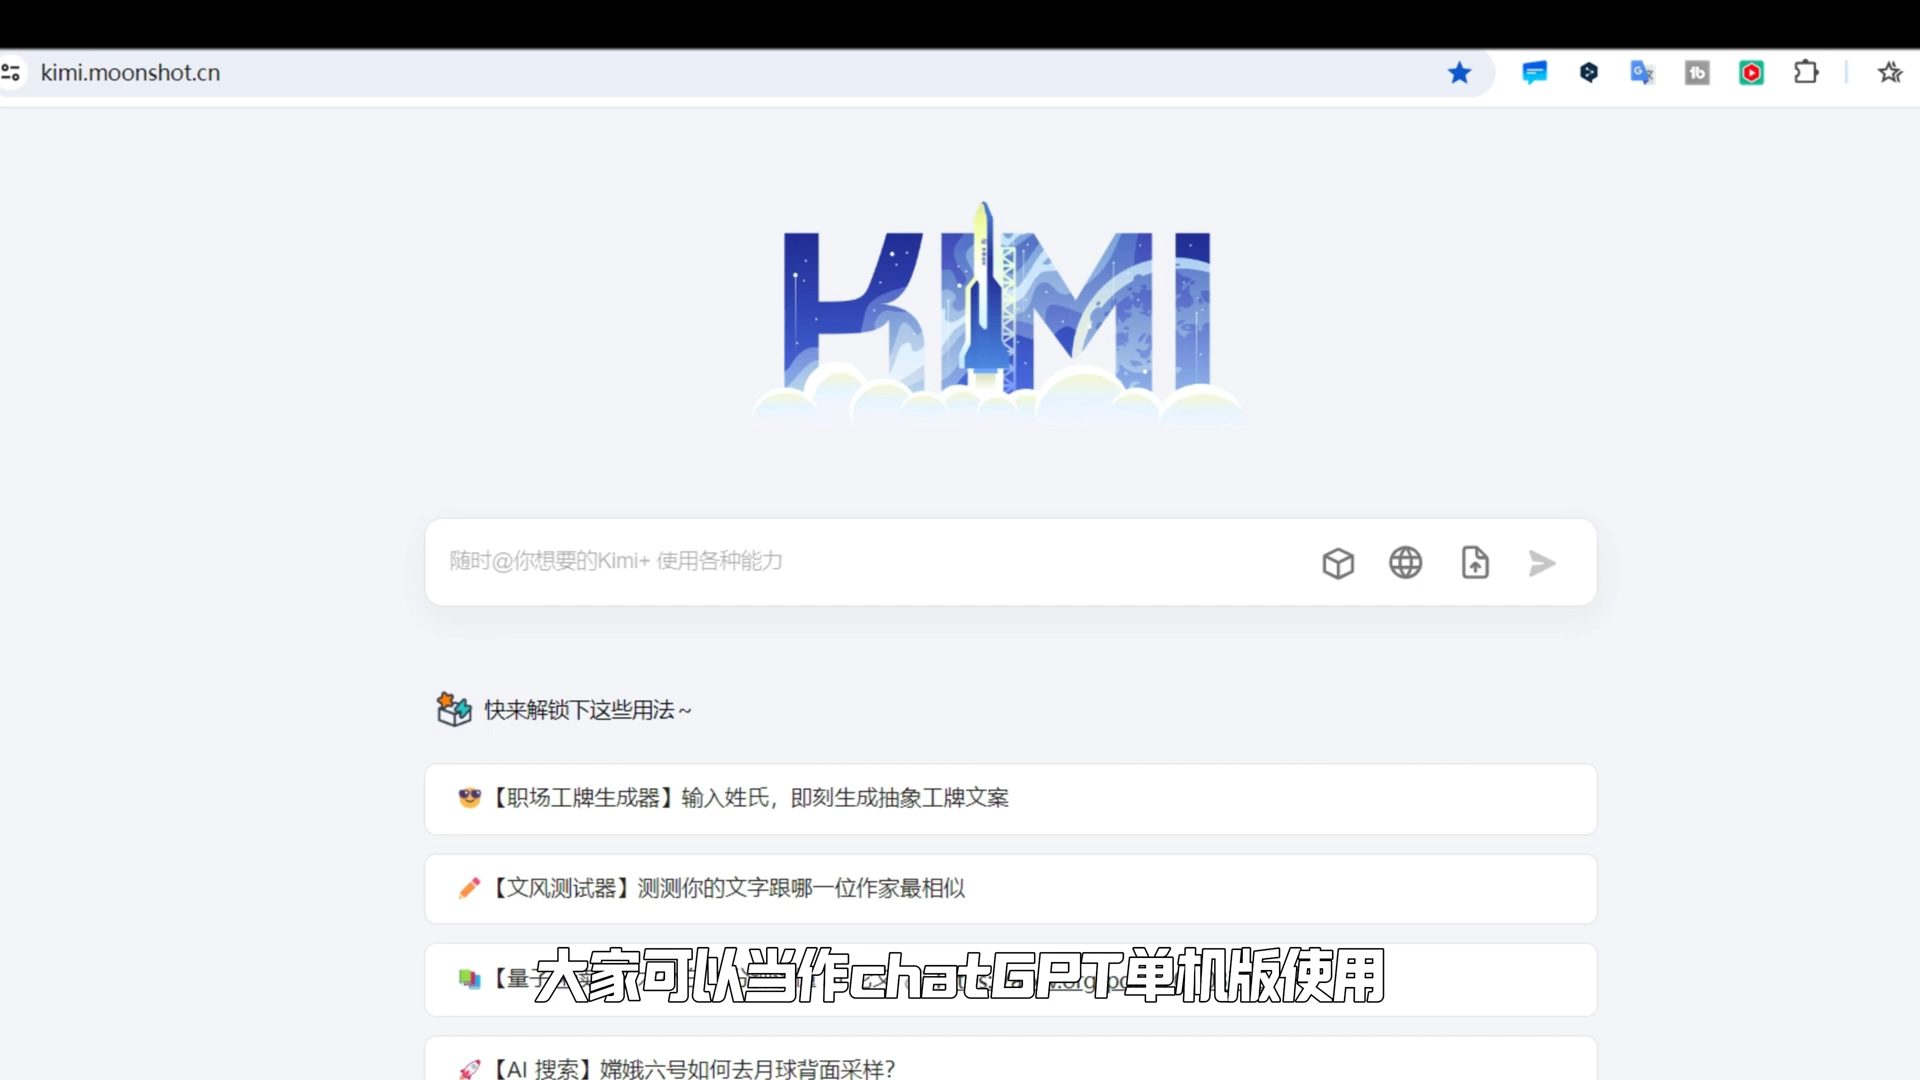 kimi.moonshot.cn
KIMI
随时@你想要的Kimi+ 使用各种能力
快来解锁下这些用法~
【职场工牌生成器】输入姓氏，即刻生成抽象工牌文案
【文风测试器】测测你的文字跟哪一位作家最相似
【量子
大家可以当作chatGPT单机版使用
【AI 搜索】嫦娥六号如何去月球背面采样?